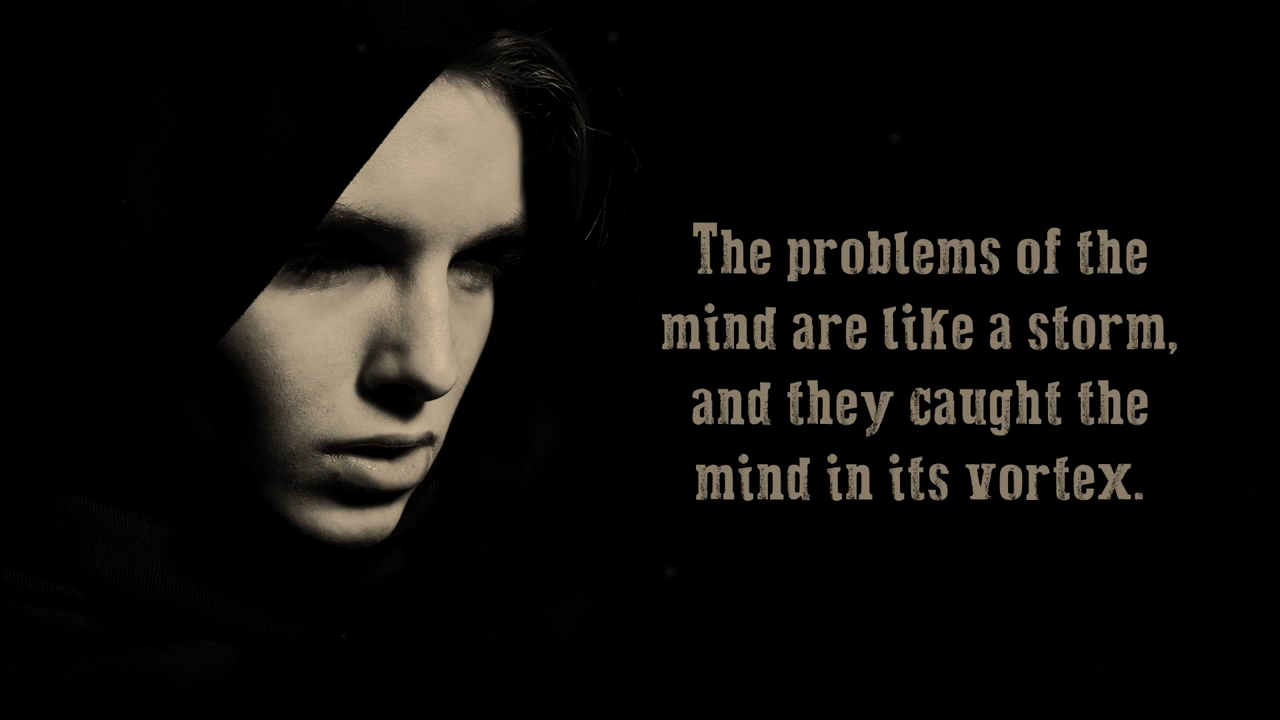 The problems of the
mind are like a storm,
and they caught the
mind in its vortex.